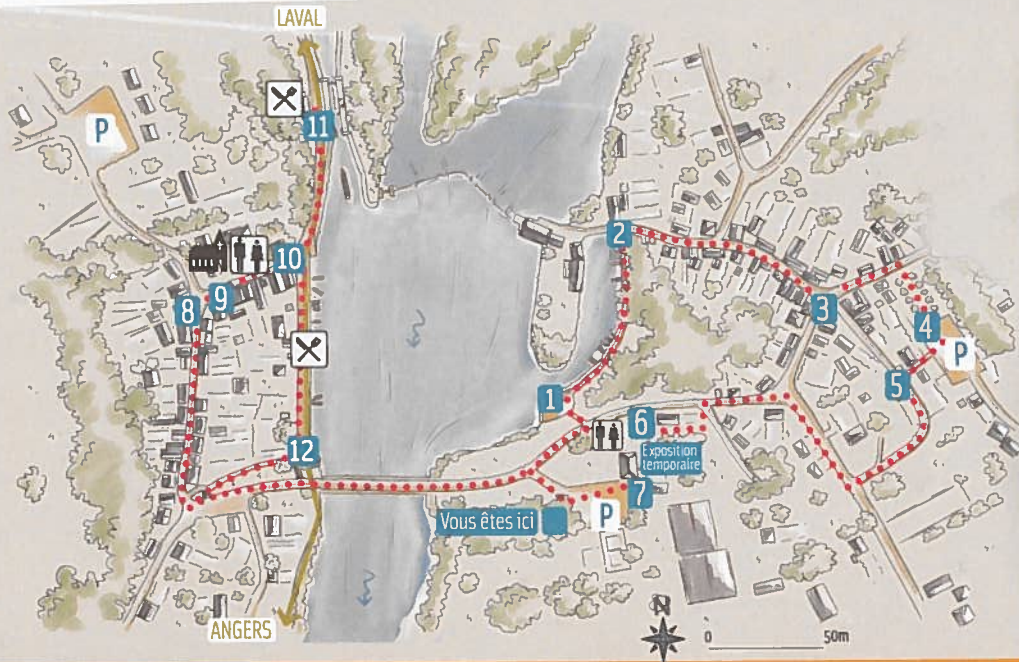 LAVAL
11
P
2
10
9
8
3
4
P
5
1
6
Exposition
temporaire
12
7
Vous êtes ici
P
ANGERS
N
0 50m